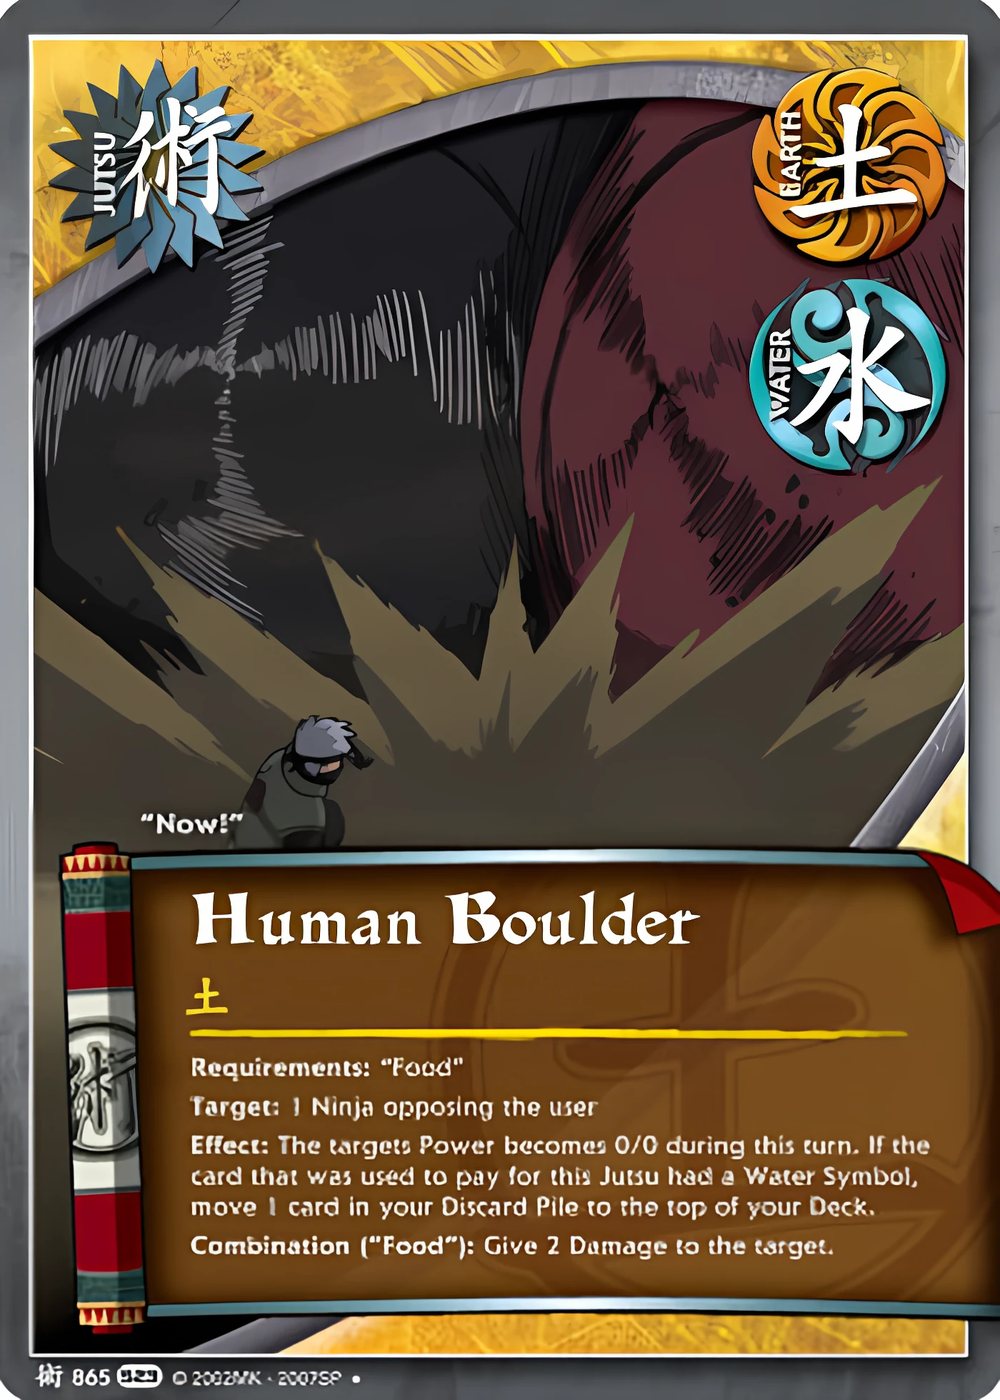 JUTSU
術
EARTH
土
WATER
水
"Now!"
Human Boulder
土
Requirements: "Food"
Target: 1 Ninja opposing the user
Effect: The targets Power becomes 0/0 during this turn. If the
card that was used to pay for this Jutsu had a Water Symbol,
move 1 card in your Discard Pile to the top of your Deck.
Combination ("Food"): Give 2 Damage to the target.
術
術 865 © 2002MK · 2007SP •